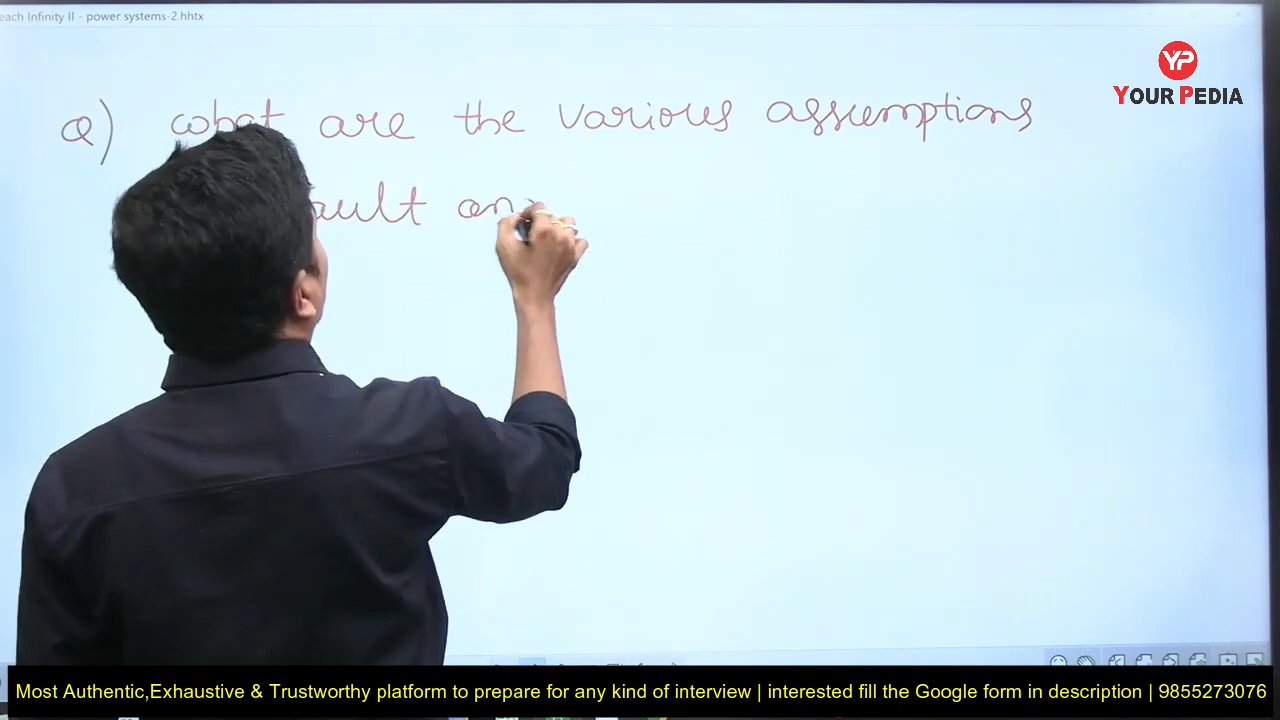 each Infinity II - power systems-2.hhtx
YP
YOUR PEDIA
Q) what are the various assumptions
ault an
Most Authentic,Exhaustive & Trustworthy platform to prepare for any kind of interview | interested fill the Google form in description | 9855273076